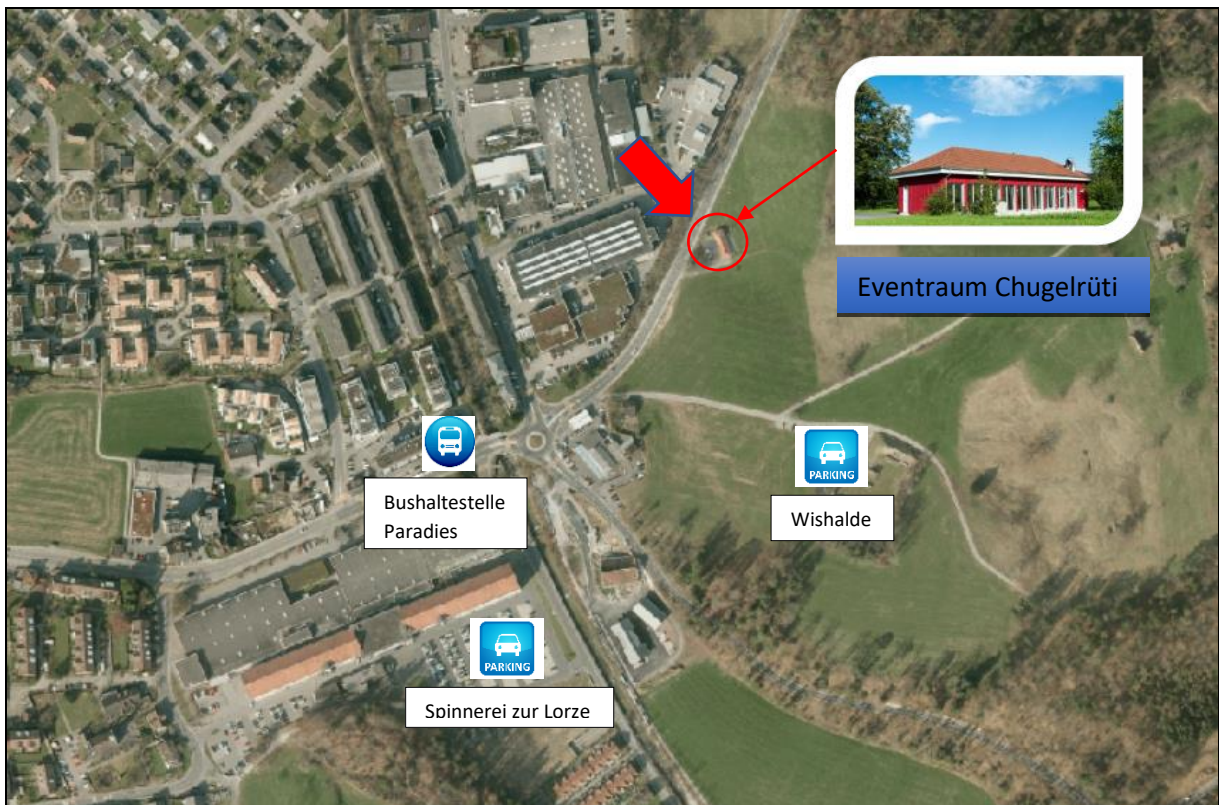 Eventraum Chugelrüti
Bushaltestelle
Paradies
PARKING
Wishalde
PARKING
Spinnerei zur Lorze